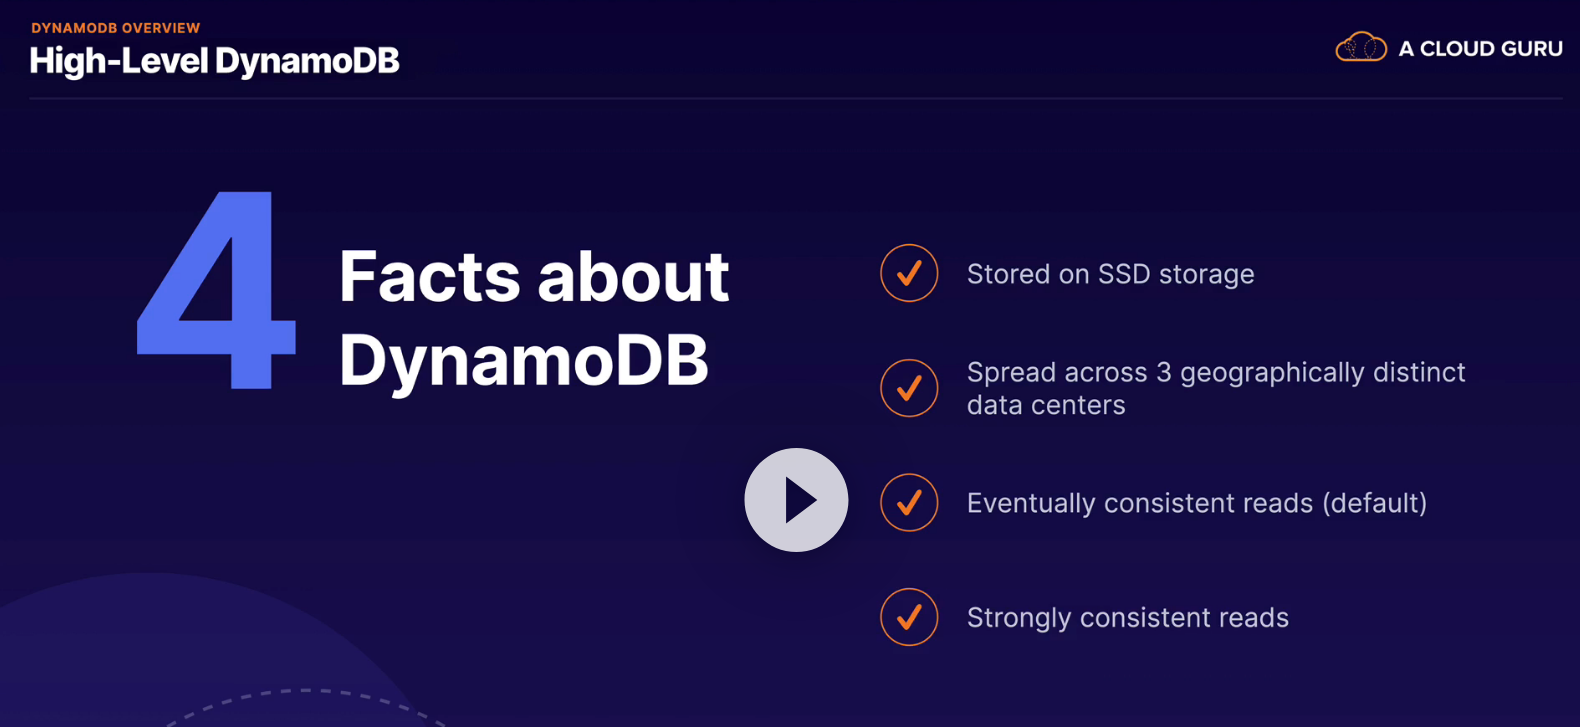 DYNAMODB OVERVIEW
High-Level DynamoDB
A CLOUD GURU
4
Facts about
DynamoDB
Stored on SSD storage
Spread across 3 geographically distinct
data centers
Eventually consistent reads (default)
Strongly consistent reads